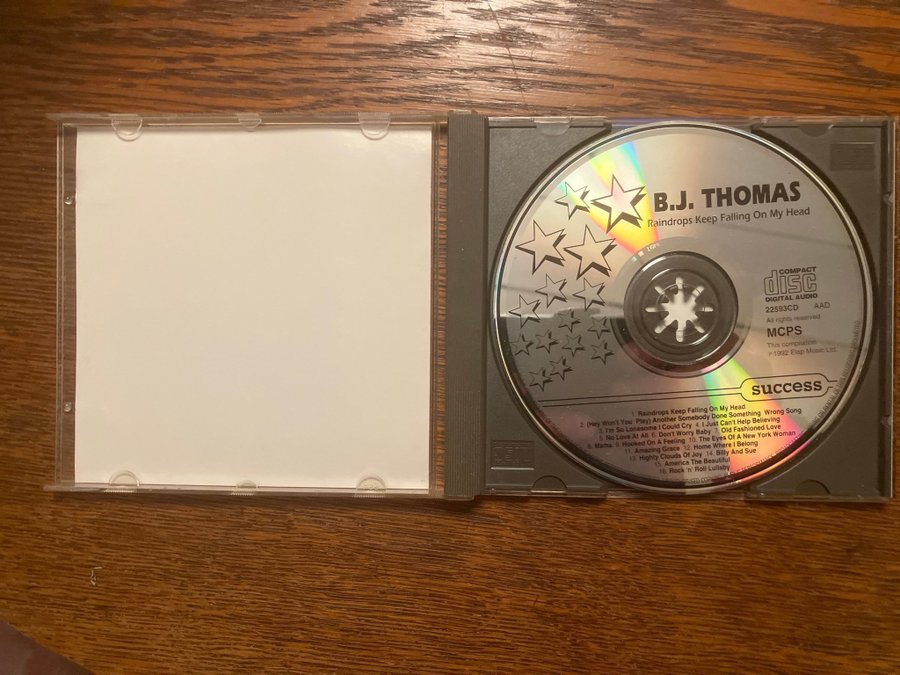 B.J. THOMAS
Raindrops Keep Falling On My Head
COMPACT
disc
DIGITAL AUDIO
22593CD AAD
All rights reserved
MCPS
This compilation
℗1992 Elap Music Ltd.
success
1. Raindrops Keep Falling On My Head
2. (Hey Won't You Play) Another Somebody Done Something Wrong Song
3. I'm So Lonesome I Could Cry 4. I Just Can't Help Believing
5. No Love At All 6. Don't Worry Baby 7. Old Fashioned Love
8. Mama 9. Hooked On A Feeling 10. The Eyes Of A New York Woman
11. Amazing Grace 12. Home Where I Belong
13. Highly Clouds Of Joy 14. Billy And Sue
15. America The Beautiful
16. Rock 'n' Roll Lullaby